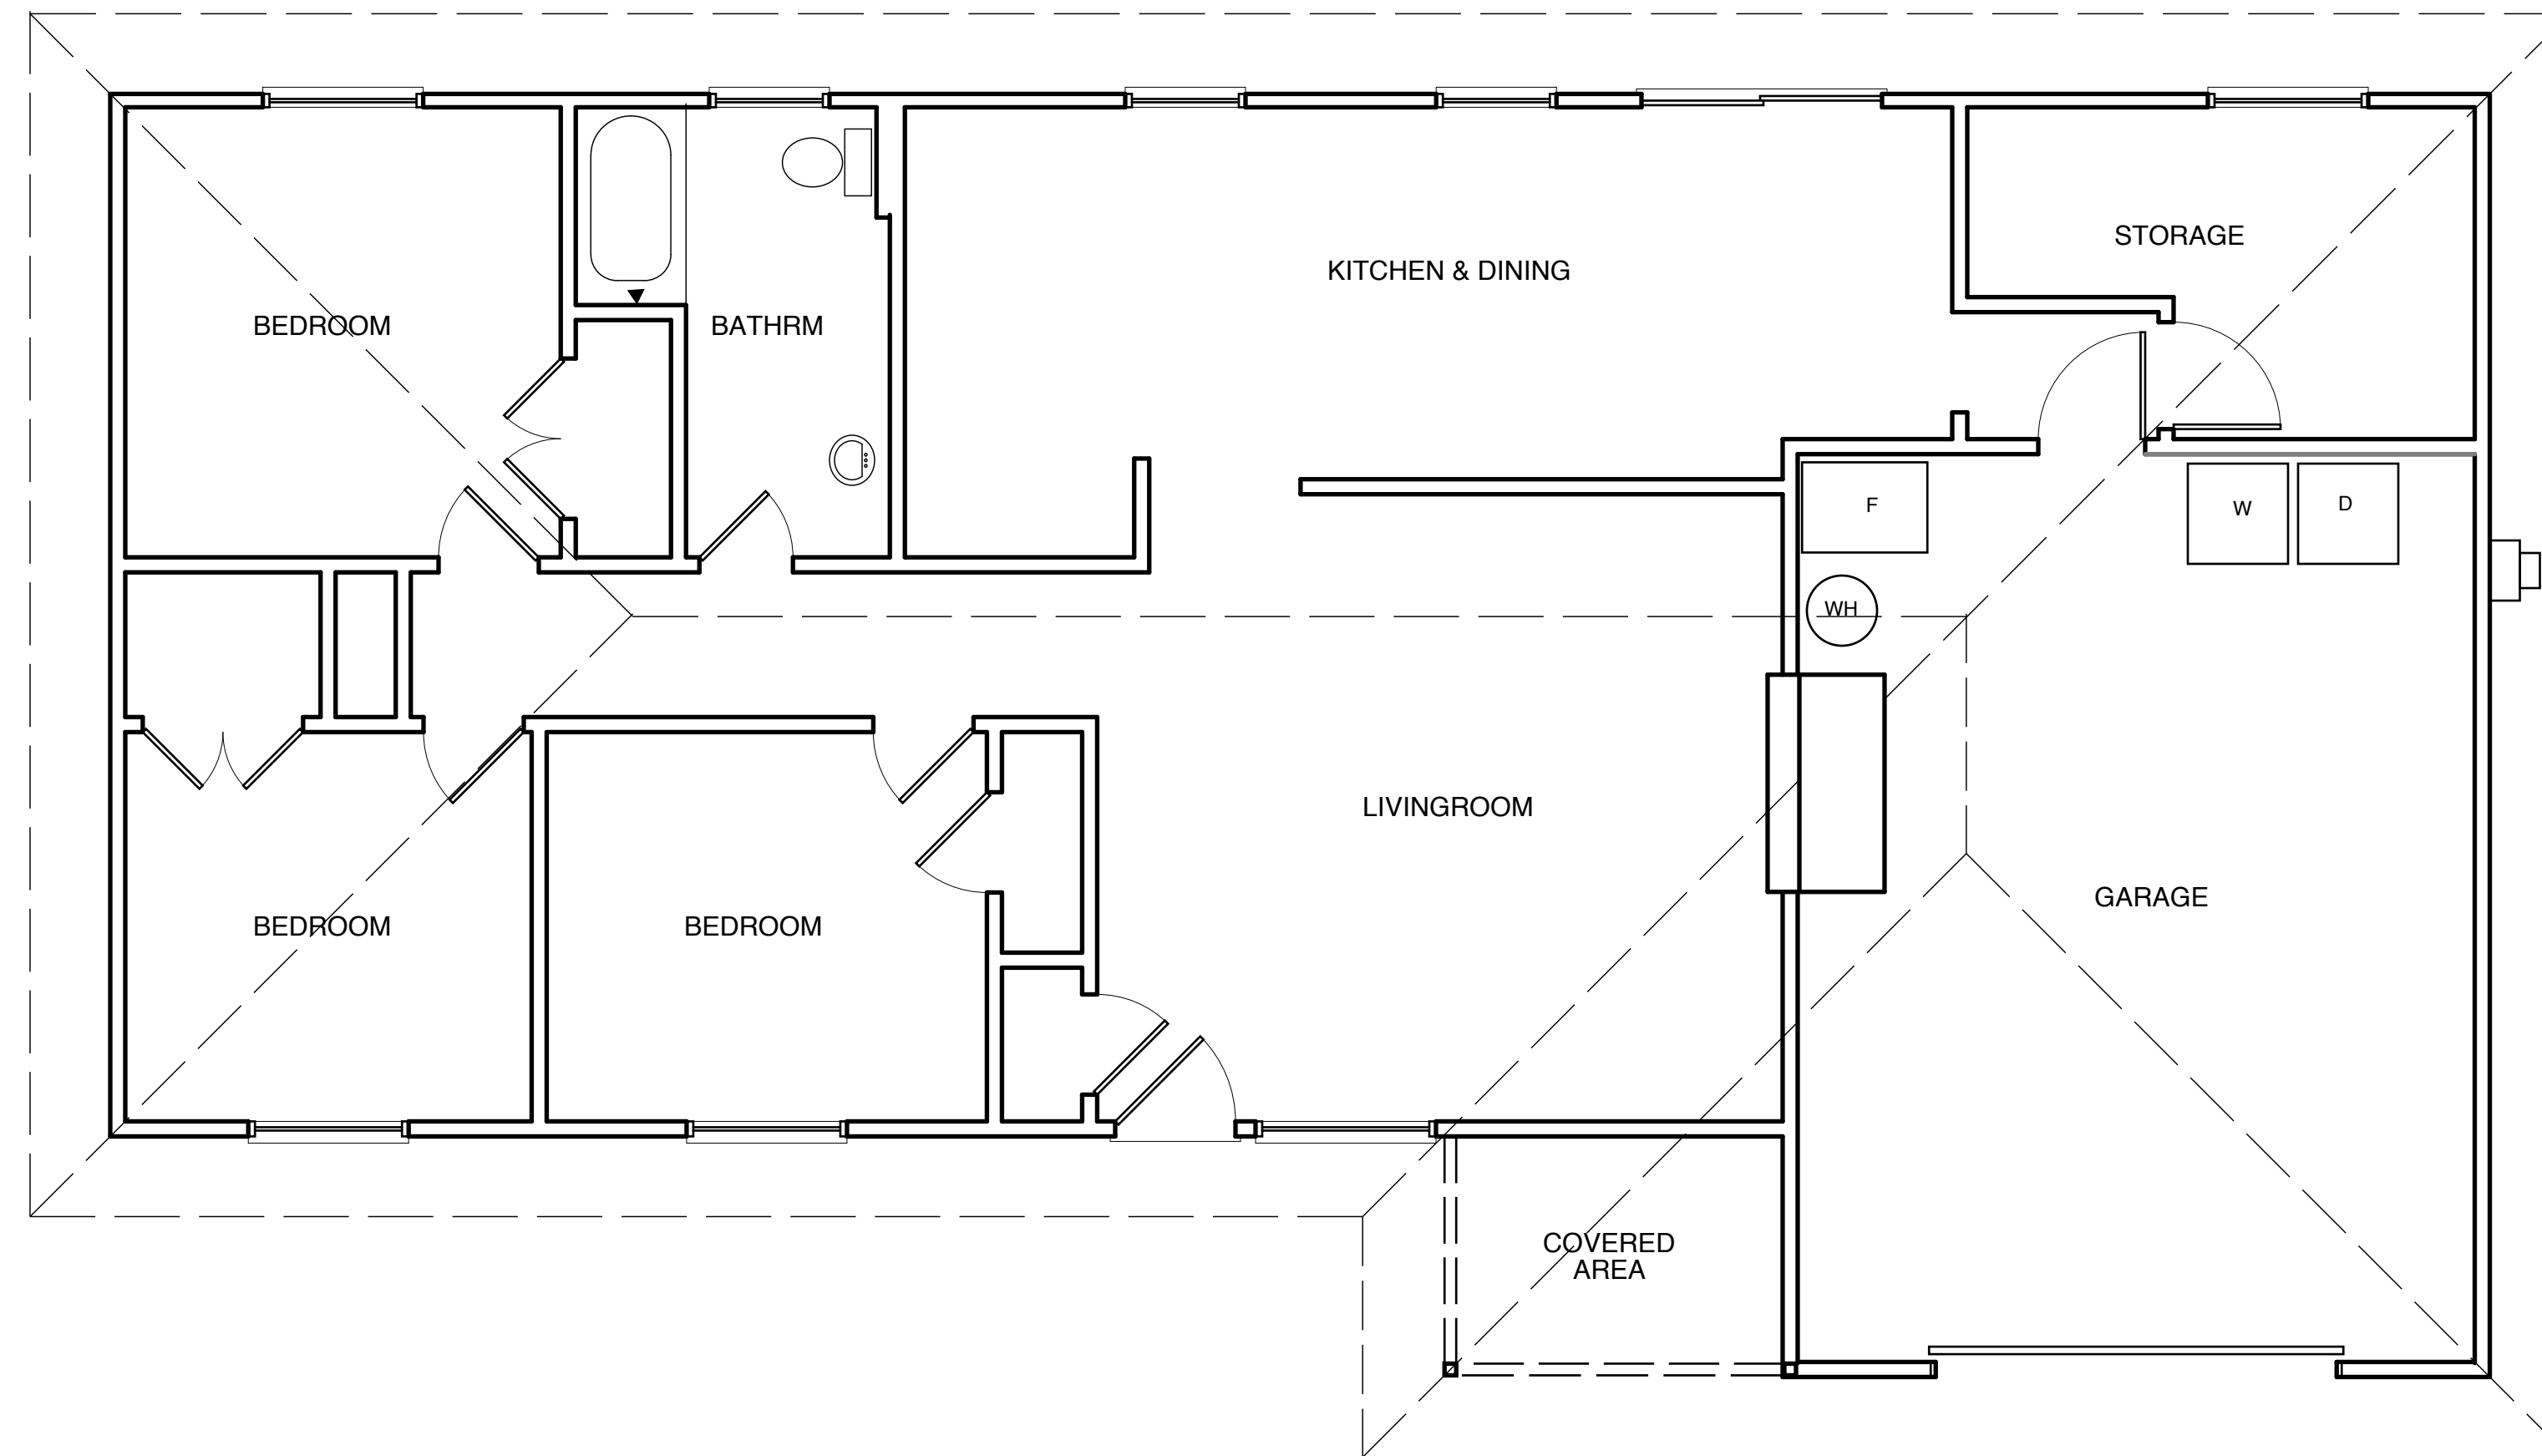 STORAGE
KITCHEN & DINING
BEDROOM
BATHRM
F
W
D
WH
LIVINGROOM
GARAGE
BEDROOM
BEDROOM
COVERED
AREA